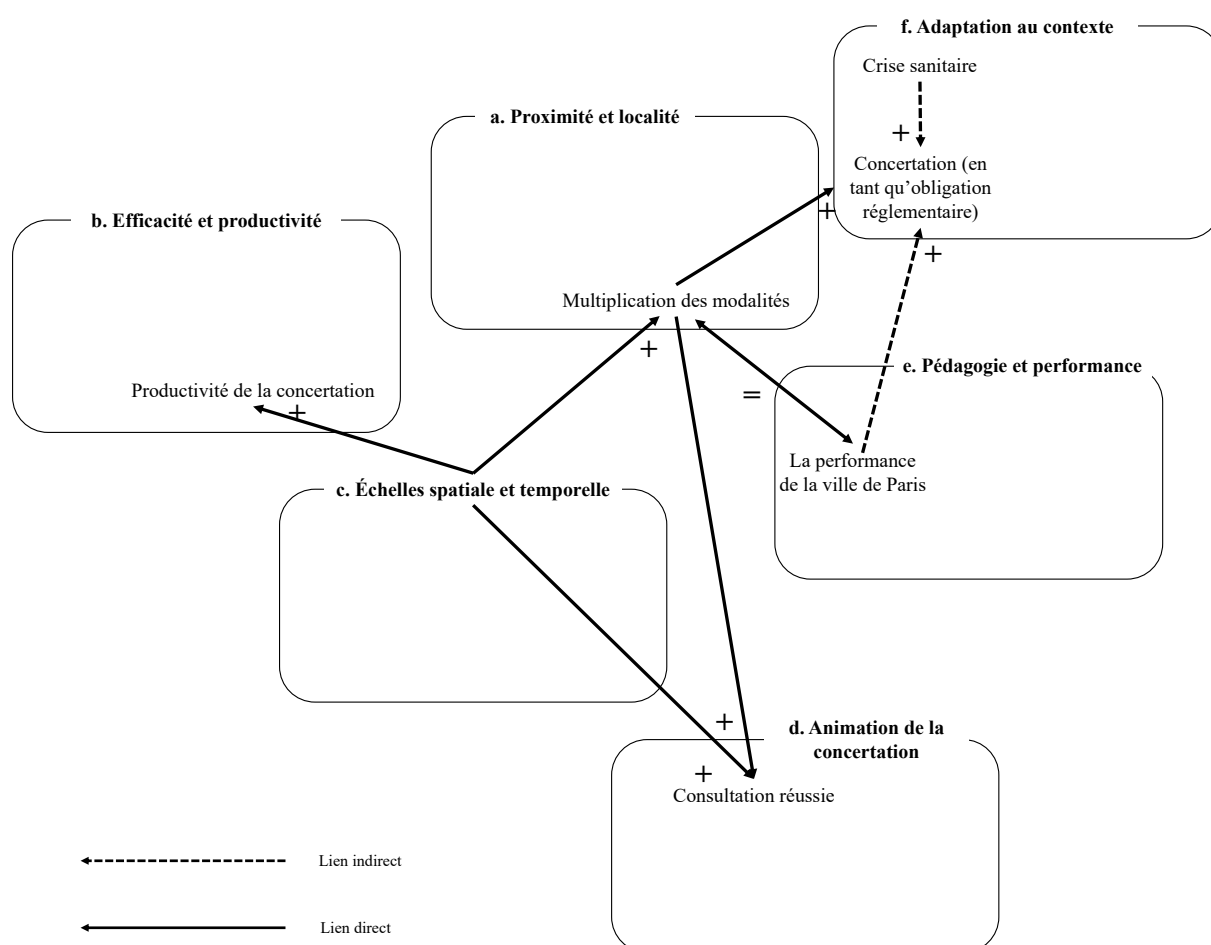 f. Adaptation au contexte
Crise sanitaire
+
Concertation (en
tant qu’obligation
réglementaire)
+
a. Proximité et localité
Multiplication des modalités
+
+
b. Efficacité et productivité
Productivité de la concertation
+
e. Pédagogie et performance
=
La performance
de la ville de Paris
c. Échelles spatiale et temporelle
+
+
d. Animation de la
concertation
Consultation réussie
Lien indirect
Lien direct